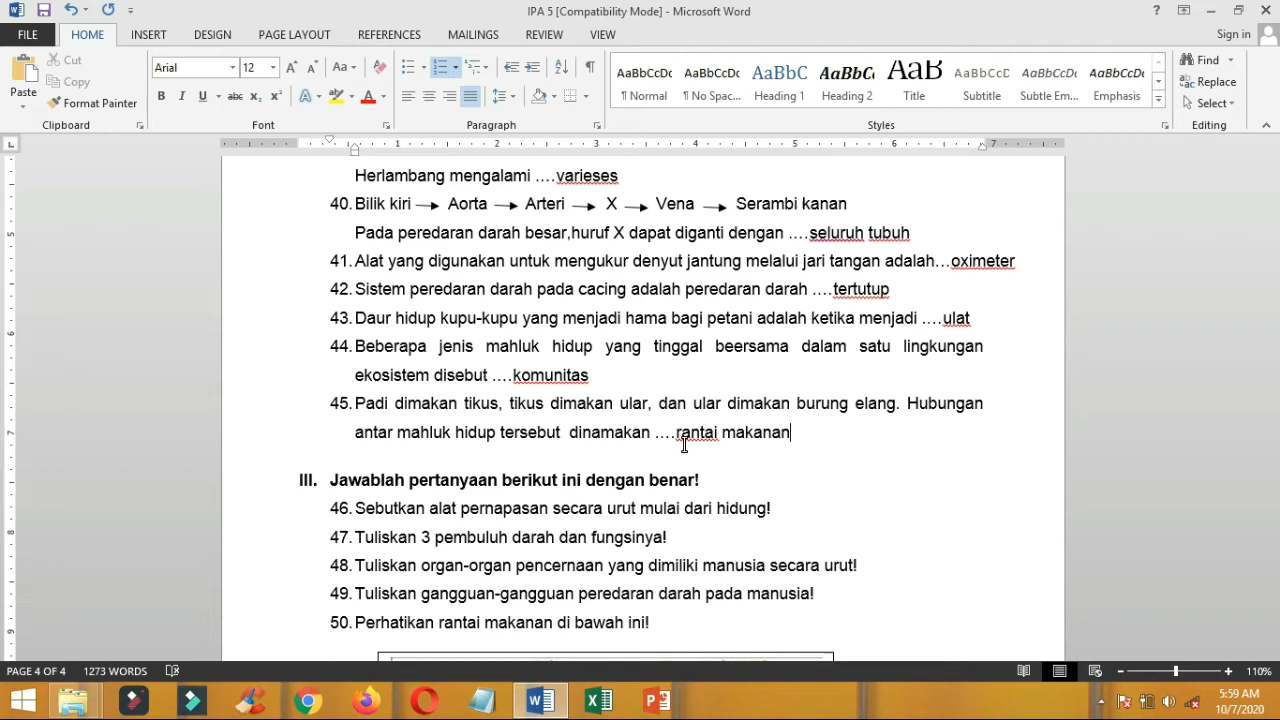 IPA 5 [Compatibility Mode] - Microsoft Word
FILE HOME INSERT DESIGN PAGE LAYOUT REFERENCES MAILINGS REVIEW VIEW Sign in
Paste Cut Copy Format Painter
Clipboard
Arial 12
Font
Paragraph
AaBbCcDc AaBbCcDc AaBbC AaBbCc AaB AaBbCcD AaBbCcDc AaBbCcDc
¶ Normal ¶ No Spac... Heading 1 Heading 2 Title Subtitle Subtle Em... Emphasis
Styles
Find Replace Select
Editing
1 2 3 4 5 6 7
Herlambang mengalami ….varieses
40. Bilik kiri → Aorta → Arteri → X → Vena → Serambi kanan
Pada peredaran darah besar,huruf X dapat diganti dengan ….seluruh tubuh
41. Alat yang digunakan untuk mengukur denyut jantung melalui jari tangan adalah…oximeter
42. Sistem peredaran darah pada cacing adalah peredaran darah ….tertutup
43. Daur hidup kupu-kupu yang menjadi hama bagi petani adalah ketika menjadi ….ulat
44. Beberapa jenis mahluk hidup yang tinggal beersama dalam satu lingkungan
ekosistem disebut ….komunitas
45. Padi dimakan tikus, tikus dimakan ular, dan ular dimakan burung elang. Hubungan
antar mahluk hidup tersebut dinamakan ….rantai makanan
III. Jawablah pertanyaan berikut ini dengan benar!
46. Sebutkan alat pernapasan secara urut mulai dari hidung!
47. Tuliskan 3 pembuluh darah dan fungsinya!
48. Tuliskan organ-organ pencernaan yang dimiliki manusia secara urut!
49. Tuliskan gangguan-gangguan peredaran darah pada manusia!
50. Perhatikan rantai makanan di bawah ini!
PAGE 4 OF 4 1273 WORDS 110%
5:59 AM
10/7/2020